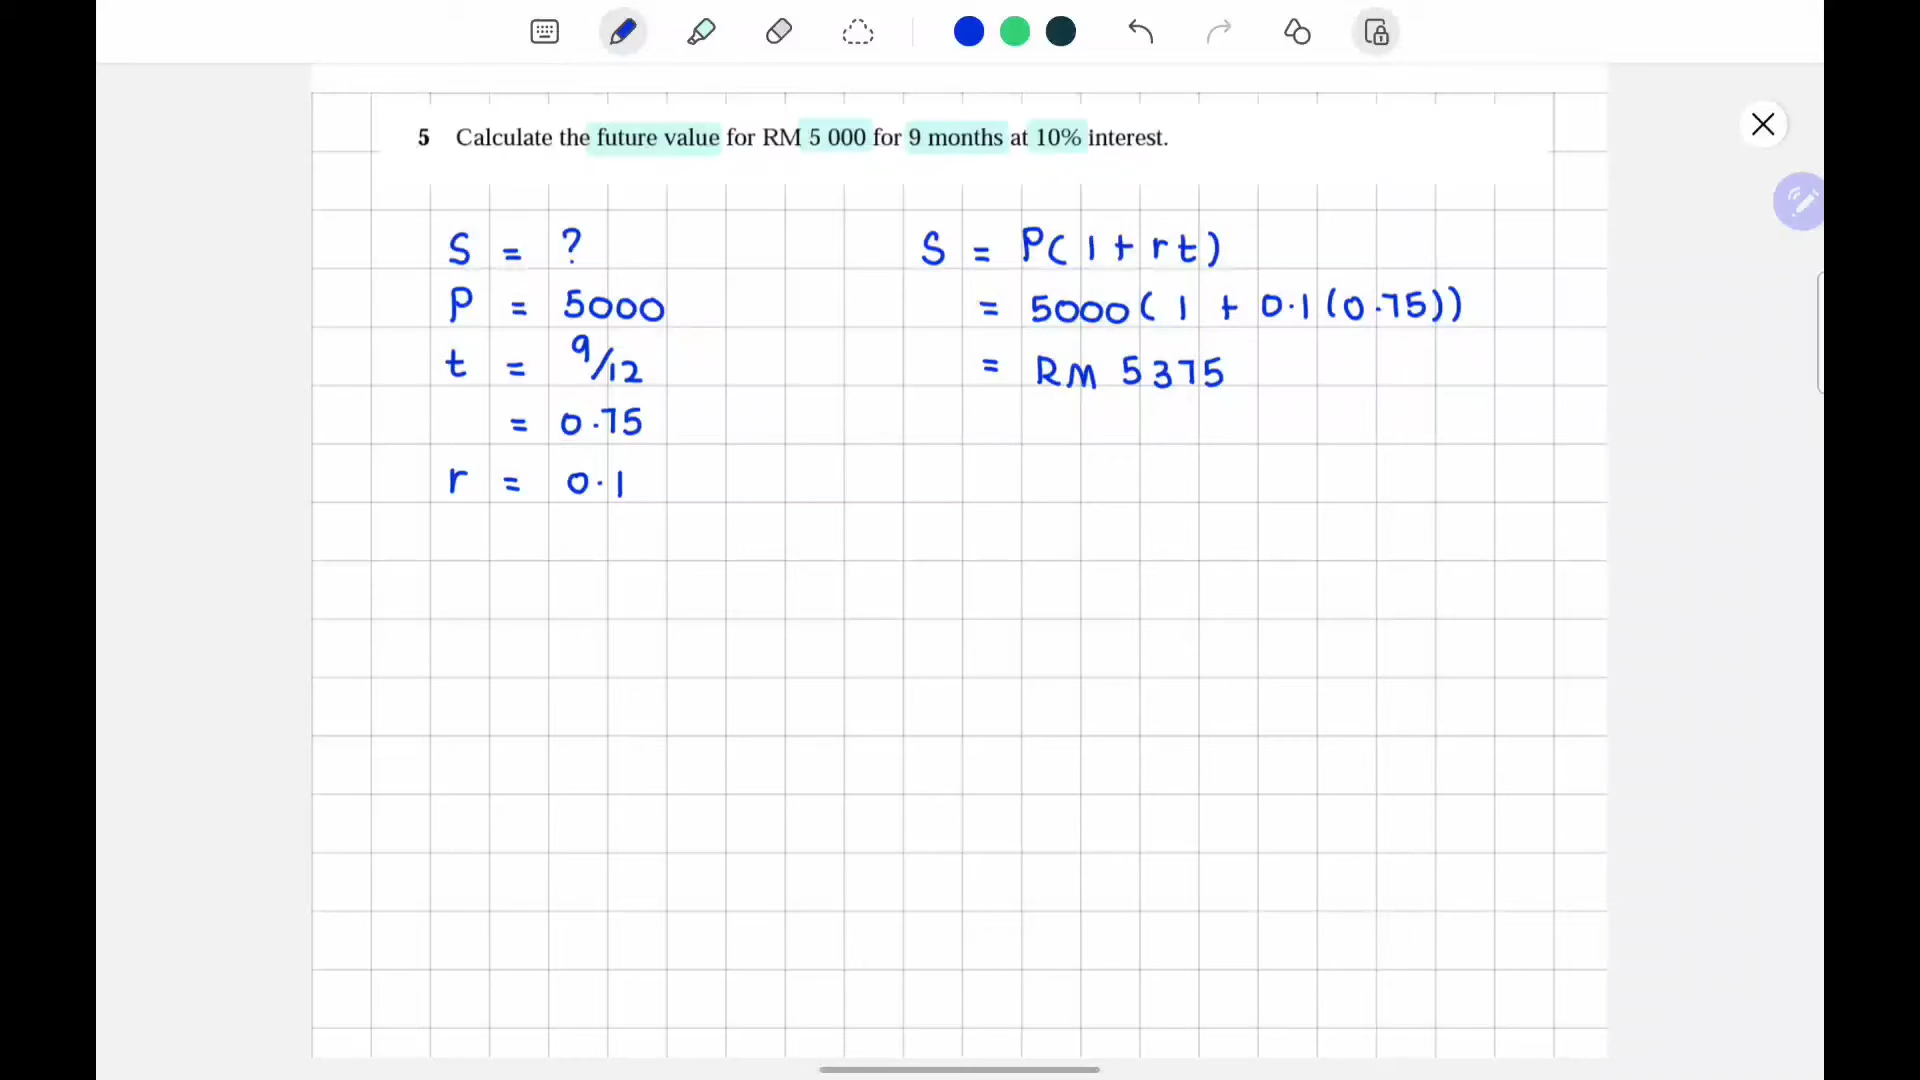 5 Calculate the future value for RM 5 000 for 9 months at 10% interest.
S = ?
P = 5000
t = 9/12
= 0.75
r = 0.1
S = P(1 + rt)
= 5000(1 + 0.1(0.75))
= RM 5375